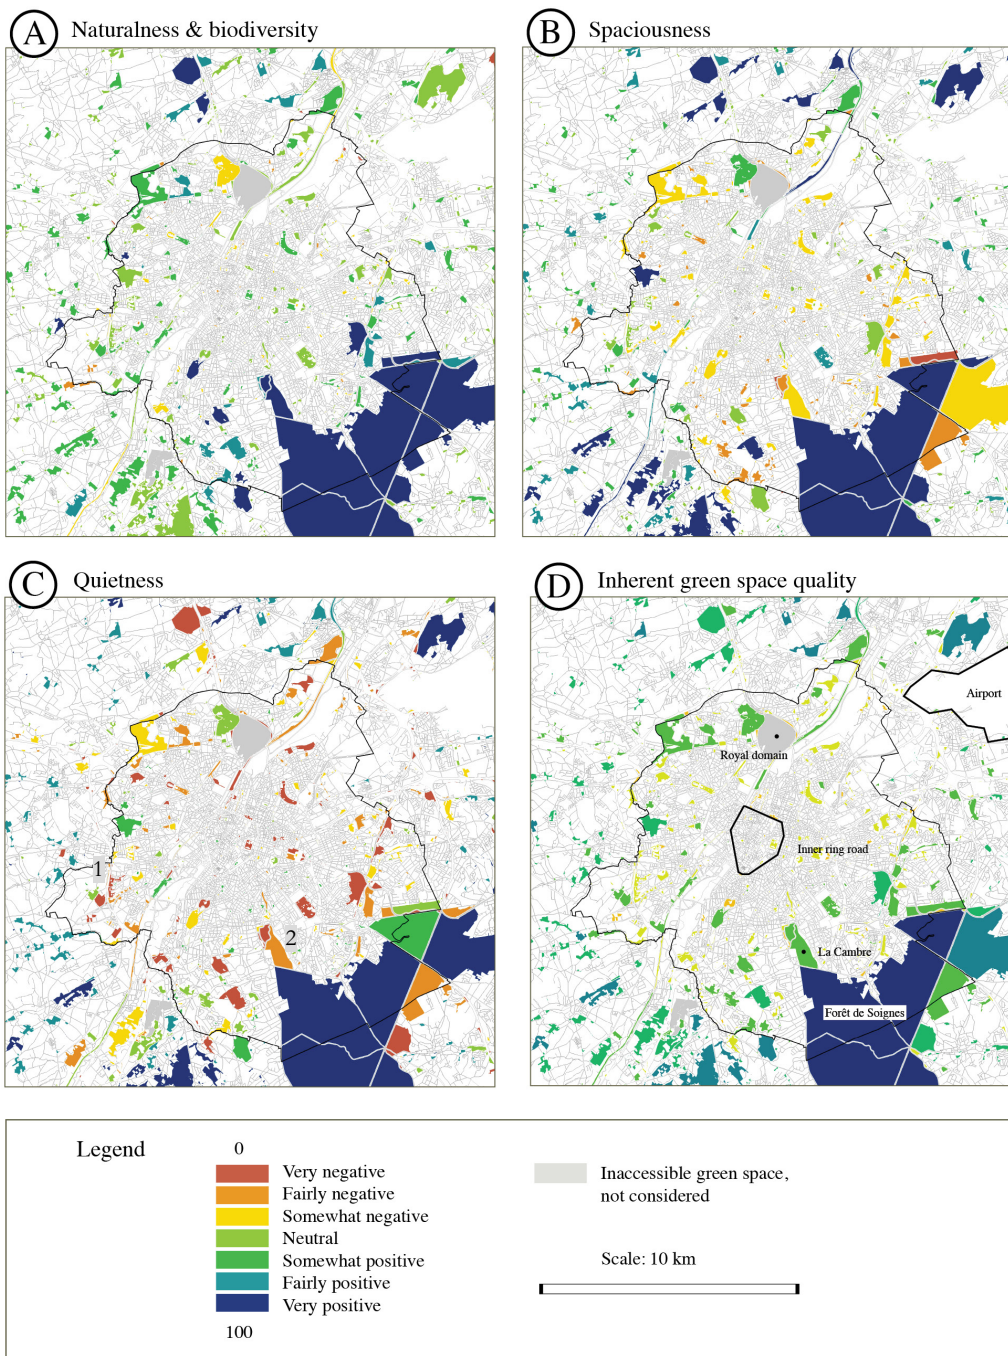 A Naturalness & biodiversity
B Spaciousness
C Quietness
1
2
D Inherent green space quality
Airport
Royal domain
Inner ring road
La Cambre
Forêt de Soignes
Legend
0
Very negative
Fairly negative
Somewhat negative
Neutral
Somewhat positive
Fairly positive
Very positive
100
Inaccessible green space,
not considered
Scale: 10 km